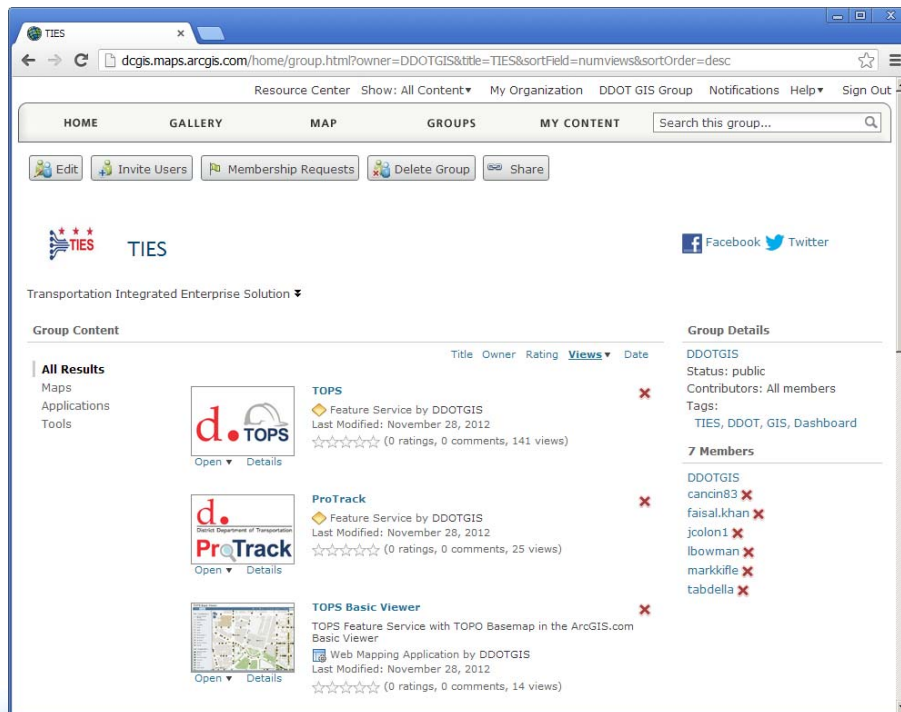 TIES
dcgis.maps.arcgis.com/home/group.html?owner=DDOTGIS&title=TIES&sortField=numviews&sortOrder=desc
Resource Center Show: All Content▾ My Organization DDOT GIS Group Notifications Help▾ Sign Out
HOME GALLERY MAP GROUPS MY CONTENT Search this group...
Edit Invite Users Membership Requests Delete Group Share
TIES TIES
Facebook Twitter
Transportation Integrated Enterprise Solution
Group Content
Title Owner Rating Views▾ Date
All Results
Maps
Applications
Tools
d. TOPS
Open ▾ Details
TOPS
Feature Service by DDOTGIS
Last Modified: November 28, 2012
(0 ratings, 0 comments, 141 views)
d.
District Department of Transportation
ProTrack
Open ▾ Details
ProTrack
Feature Service by DDOTGIS
Last Modified: November 28, 2012
(0 ratings, 0 comments, 25 views)
Open ▾ Details
TOPS Basic Viewer
TOPS Feature Service with TOPO Basemap in the ArcGIS.com
Basic Viewer
Web Mapping Application by DDOTGIS
Last Modified: November 28, 2012
(0 ratings, 0 comments, 14 views)
Group Details
DDOTGIS
Status: public
Contributors: All members
Tags:
TIES, DDOT, GIS, Dashboard
7 Members
DDOTGIS
cancin83
faisal.khan
jcolon1
lbowman
markkifle
tabdella